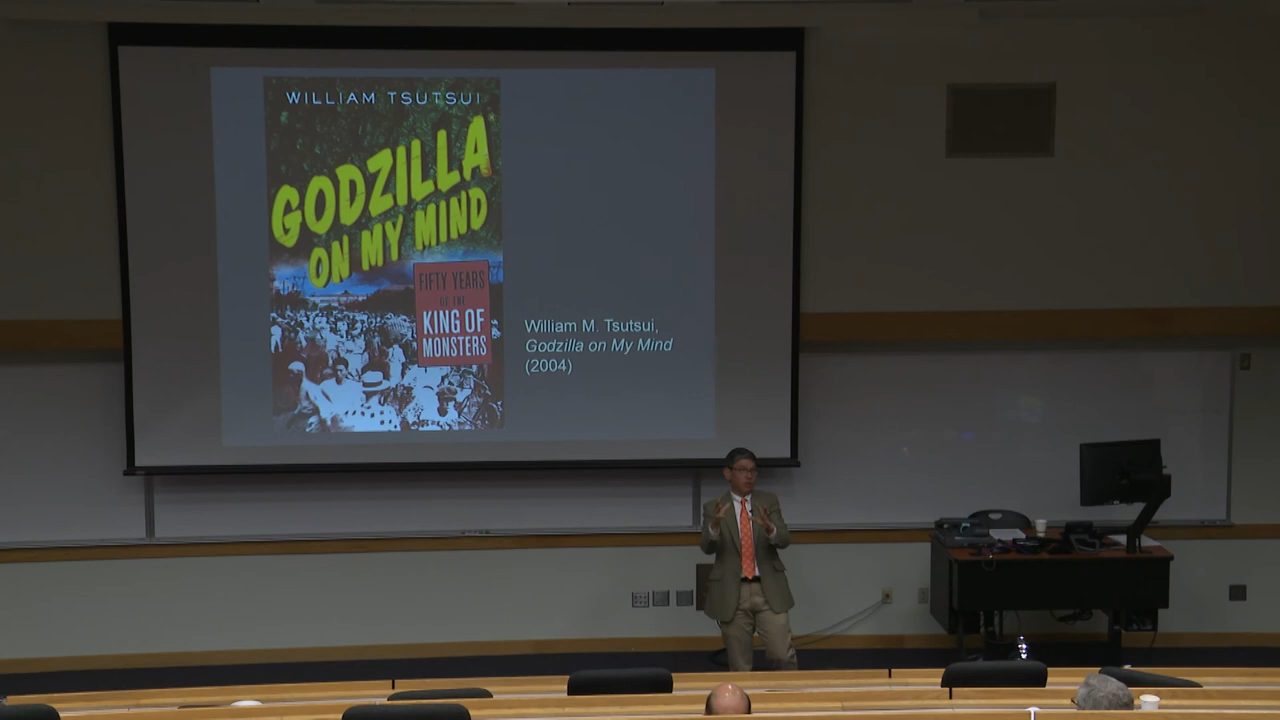 WILLIAM TSUTSUI
GODZILLA
ON MY MIND
FIFTY YEARS
OF THE
KING OF
MONSTERS
William M. Tsutsui,
Godzilla on My Mind
(2004)